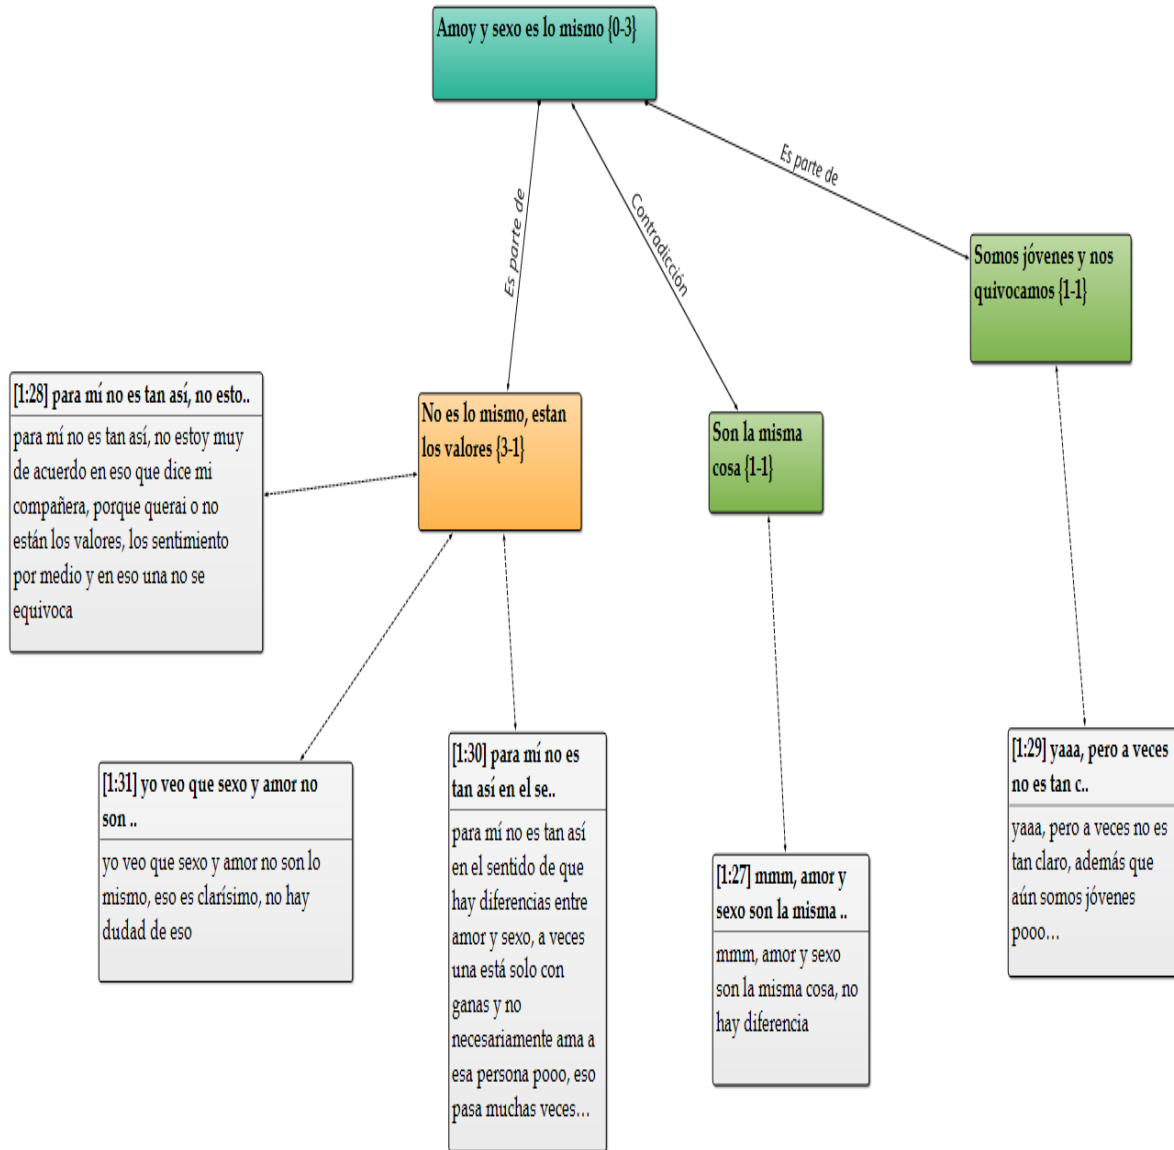 Amoy y sexo es lo mismo {0-3}
Es parte de
Contradicción
Es parte de
Somos jóvenes y nos
quivocamos {1-1}
[1:28] para mí no es tan así, no esto..
para mí no es tan así, no estoy muy
de acuerdo en eso que dice mi
compañera, porque querai o no
están los valores, los sentimiento
por medio y en eso una no se
equivoca
No es lo mismo, estan
los valores {3-1}
Son la misma
cosa {1-1}
[1:31] yo veo que sexo y amor no
son ..
yo veo que sexo y amor no son lo
mismo, eso es clarísimo, no hay
dudad de eso
[1:30] para mí no es
tan así en el se..
para mí no es tan así
en el sentido de que
hay diferencias entre
amor y sexo, a veces
una está solo con
ganas y no
necesariamente ama a
esa persona pooo, eso
pasa muchas veces...
[1:27] mmm, amor y
sexo son la misma ..
mmm, amor y sexo
son la misma cosa, no
hay diferencia
[1:29] yaaa, pero a veces
no es tan c..
yaaa, pero a veces no es
tan claro, además que
aún somos jóvenes
pooo...